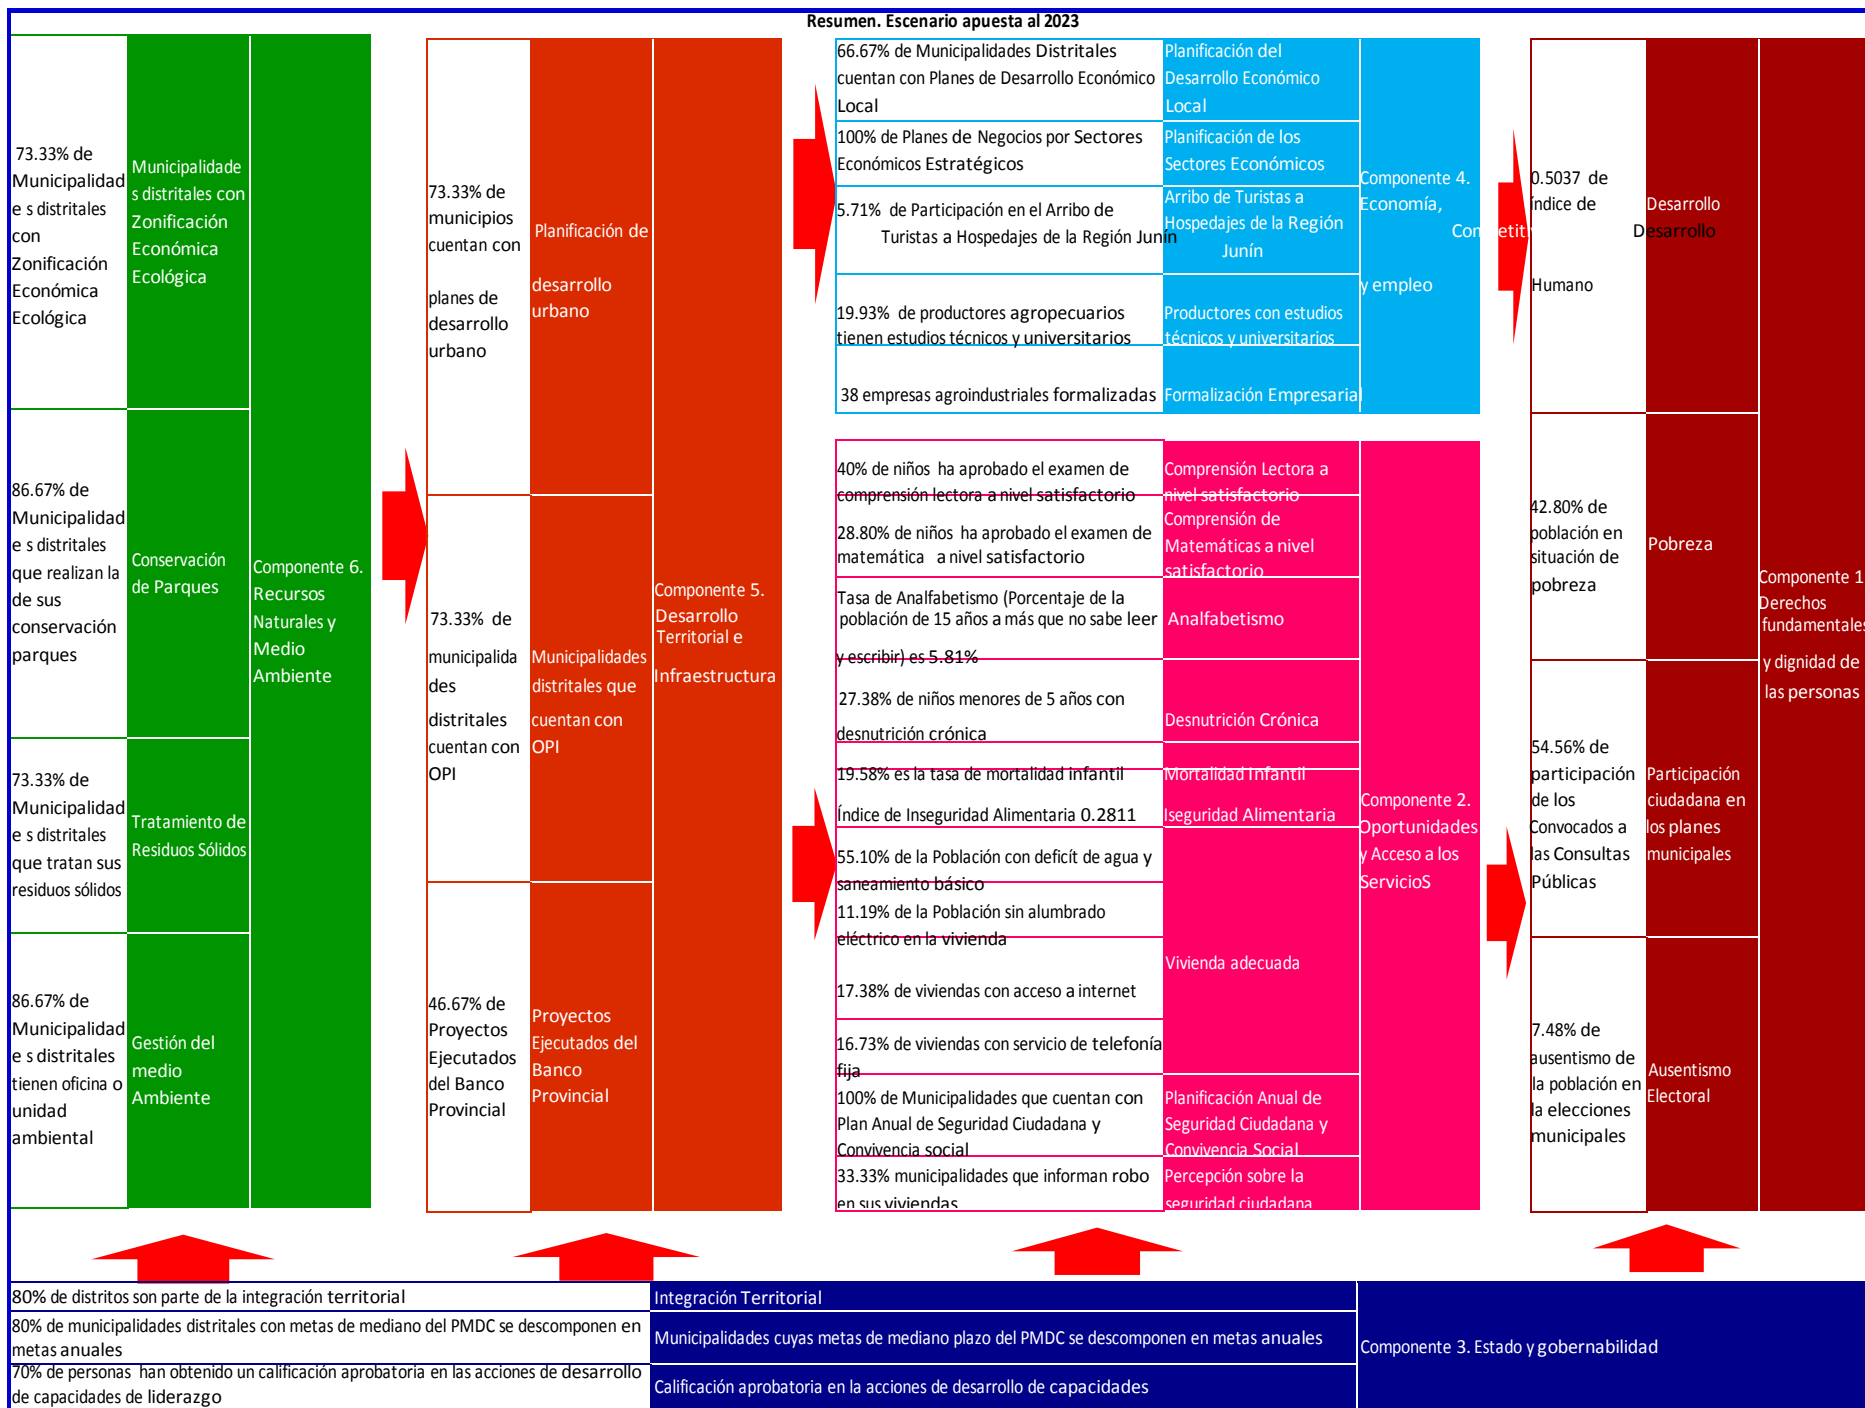 Resumen. Escenario apuesta al 2023
73.33% de
Municipalidad
e s distritales
con
Zonificación
Económica
Ecológica
Municipalidade
s distritales con
Zonificación
Económica
Ecológica
86.67% de
Municipalidad
e s distritales
que realizan la
de sus
conservación
parques
Conservación
de Parques
73.33% de
Municipalidad
e s distritales
que tratan sus
residuos sólidos
Tratamiento de
Residuos Sólidos
86.67% de
Municipalidad
e s distritales
tienen oficina o
unidad
ambiental
Gestión del
medio
Ambiente
Componente 6.
Recursos
Naturales y
Medio
Ambiente
73.33% de
municipios
cuentan con
planes de
desarrollo
urbano
Planificación de
desarrollo
urbano
73.33% de
municipalida
des
distritales
cuentan con
OPI
Municipalidades
distritales que
cuentan con
OPI
46.67% de
Proyectos
Ejecutados
del Banco
Provincial
Proyectos
Ejecutados del
Banco
Provincial
Componente 5.
Desarrollo
Territorial e
Infraestructura
66.67% de Municipalidades Distritales
cuentan con Planes de Desarrollo Económico
Local
Planificación del
Desarrollo Económico
Local
100% de Planes de Negocios por Sectores
Económicos Estratégicos
Planificación de los
Sectores Económicos
5.71% de Participación en el Arribo de
Turistas a Hospedajes de la Región Junín
Arribo de Turistas a
Hospedajes de la Región
Junín
19.93% de productores agropecuarios
tienen estudios técnicos y universitarios
Productores con estudios
técnicos y universitarios
38 empresas agroindustriales formalizadas
Formalización Empresarial
Componente 4.
Economía,
y empleo
40% de niños ha aprobado el examen de
comprensión lectora a nivel satisfactorio
Comprensión Lectora a
nivel satisfactorio
28.80% de niños ha aprobado el examen de
matemática a nivel satisfactorio
Comprensión de
Matemáticas a nivel
satisfactorio
Tasa de Analfabetismo (Porcentaje de la
población de 15 años a más que no sabe leer
y escribir) es 5.81%
Analfabetismo
27.38% de niños menores de 5 años con
desnutrición crónica
Desnutrición Crónica
19.58% es la tasa de mortalidad infantil
Mortalidad Infantil
Índice de Inseguridad Alimentaria 0.2811
Iseguridad Alimentaria
55.10% de la Población con deficít de agua y
saneamiento básico
11.19% de la Población sin alumbrado
eléctrico en la vivienda
17.38% de viviendas con acceso a internet
16.73% de viviendas con servicio de telefonía
fija
Vivienda adecuada
100% de Municipalidades que cuentan con
Plan Anual de Seguridad Ciudadana y
Convivencia social
Planificación Anual de
Seguridad Ciudadana y
Convivencia Social
33.33% municipalidades que informan robo
en sus viviendas
Percepción sobre la
seguridad ciudadana
Componente 2.
Oportunidades
y Acceso a los
ServicioS
0.5037 de
índice de
Desarrollo
Humano
Desarrollo
42.80% de
población en
situación de
pobreza
Pobreza
54.56% de
participación
de los
Convocados a
las Consultas
Públicas
Participación
ciudadana en
los planes
municipales
7.48% de
ausentismo de
la población en
la elecciones
municipales
Ausentismo
Electoral
Componente 1
Derechos
fundamentales
y dignidad de
las personas
80% de distritos son parte de la integración territorial
Integración Territorial
80% de municipalidades distritales con metas de mediano del PMDC se descomponen en
metas anuales
Municipalidades cuyas metas de mediano plazo del PMDC se descomponen en metas anuales
70% de personas han obtenido un calificación aprobatoria en las acciones de desarrollo
de capacidades de liderazgo
Calificación aprobatoria en la acciones de desarrollo de capacidades
Componente 3. Estado y gobernabilidad